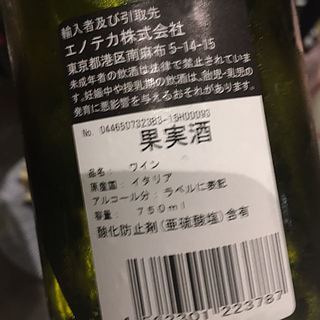 輸入者及び引取先
エノテカ株式会社
東京都港区南麻布 5-14-15
未成年者の飲酒は法律で禁止されていま
す。妊娠中や授乳期の飲酒は、胎児・乳児の
発育に悪影響を与えるおそれがあります。
果実酒
品名: ワイン
原産国: イタリア
アルコール分: ラベルに表記
容量: 750ml
酸化防止剤(亜硫酸塩)含有
223787